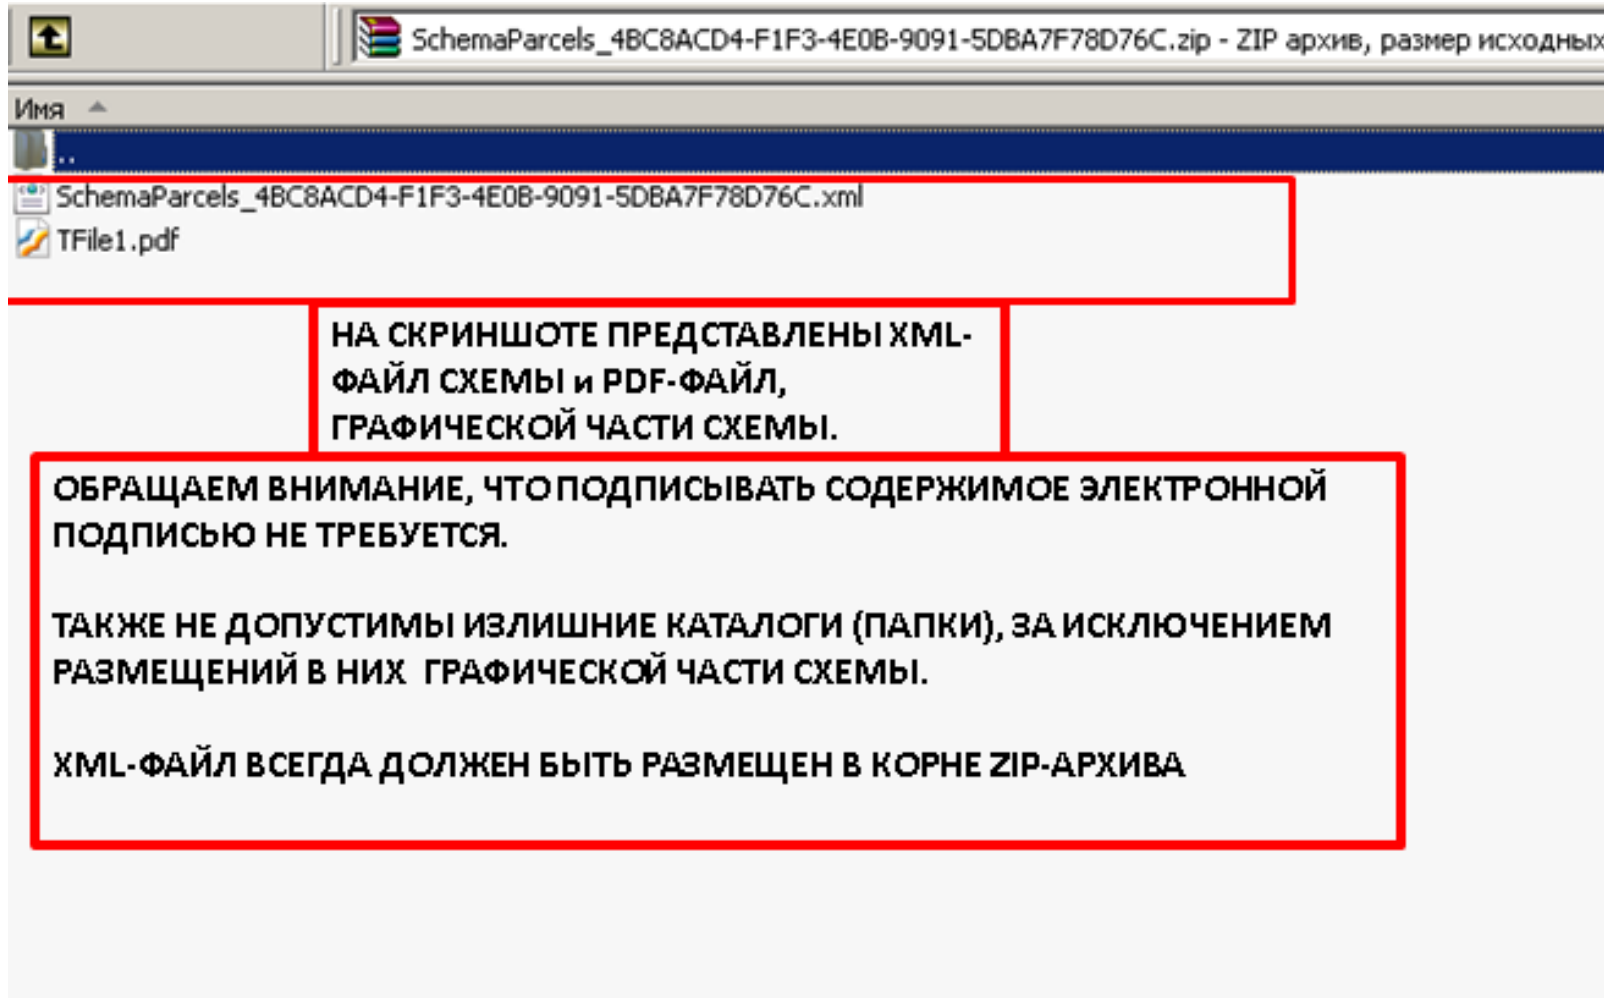 SchemaParcels_4BC8ACD4-F1F3-4E0B-9091-5DBA7F78D76C.zip - ZIP архив, размер исходных
Имя
..
SchemaParcels_4BC8ACD4-F1F3-4E0B-9091-5DBA7F78D76C.xml
TFile1.pdf
НА СКРИНШОТЕ ПРЕДСТАВЛЕНЫ XML-
ФАЙЛ СХЕМЫ и PDF-ФАЙЛ,
ГРАФИЧЕСКОЙ ЧАСТИ СХЕМЫ.
ОБРАЩАЕМ ВНИМАНИЕ, ЧТО ПОДПИСЫВАТЬ СОДЕРЖИМОЕ ЭЛЕКТРОННОЙ
ПОДПИСЬЮ НЕ ТРЕБУЕТСЯ.
ТАКЖЕ НЕ ДОПУСТИМЫ ИЗЛИШНИЕ КАТАЛОГИ (ПАПКИ), ЗА ИСКЛЮЧЕНИЕМ
РАЗМЕЩЕНИЙ В НИХ ГРАФИЧЕСКОЙ ЧАСТИ СХЕМЫ.
XML-ФАЙЛ ВСЕГДА ДОЛЖЕН БЫТЬ РАЗМЕЩЕН В КОРНЕ ZIP-АРХИВА